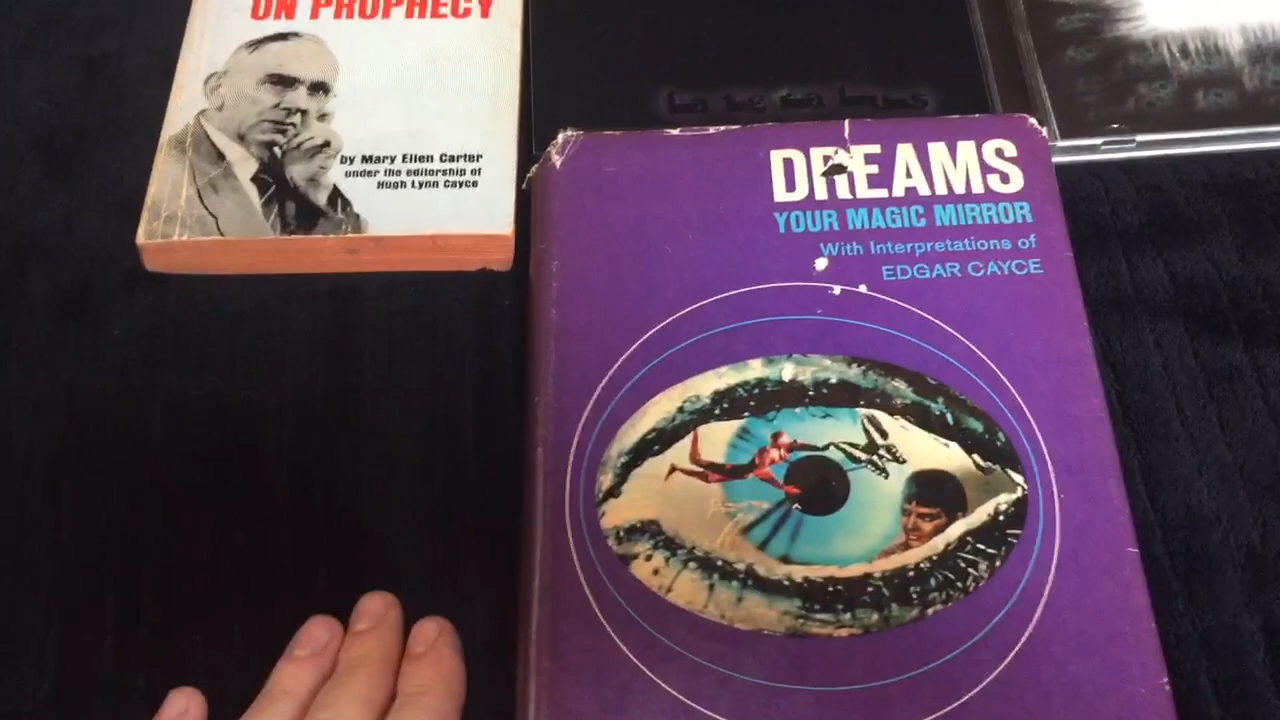 ON PROPHECY
by Mary Ellen Carter
under the editorship of
Hugh Lynn Cayce
DREAMS
YOUR MAGIC MIRROR
With Interpretations of
EDGAR CAYCE